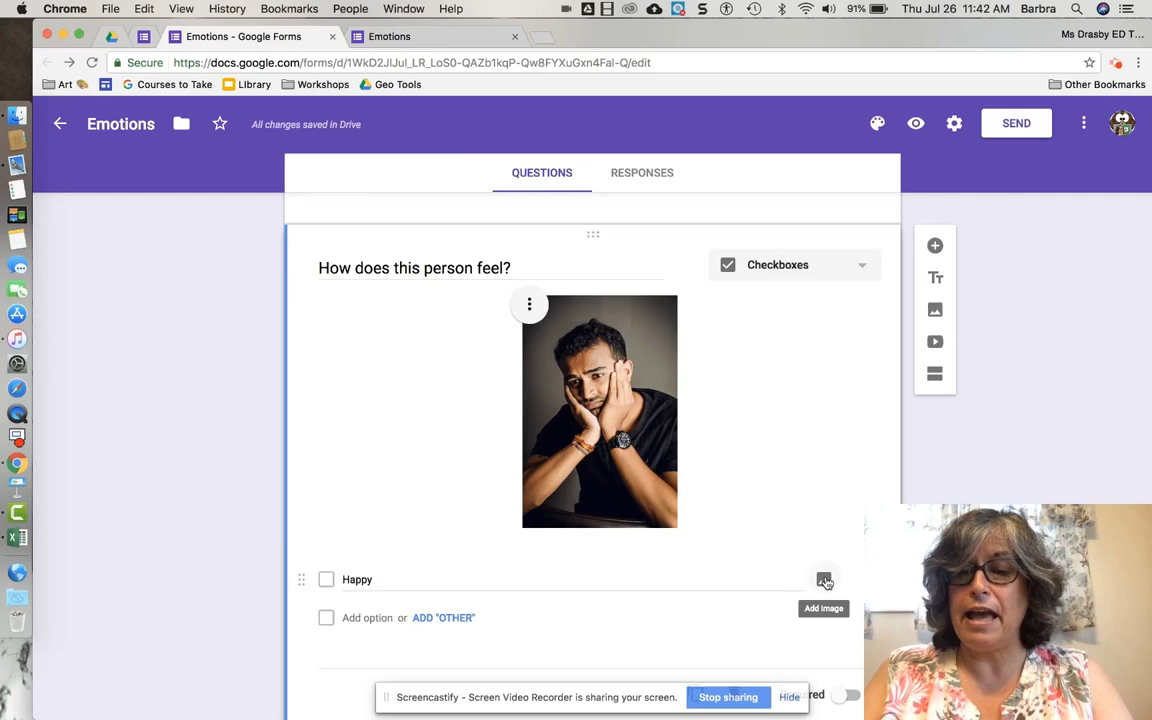 Chrome File Edit View History Bookmarks People Window Help 91% Thu Jul 26 11:42 AM Barbra
Emotions - Google Forms Emotions Ms Drasby ED T...
Secure https://docs.google.com/forms/d/1WkD2JlJul_LR_LoS0-QAZb1kqP-Qw8FYXuGxn4Fal-Q/edit
Art Courses to Take Library Workshops Geo Tools Other Bookmarks
Emotions All changes saved in Drive SEND
QUESTIONS RESPONSES
How does this person feel? Checkboxes
Tт
Happy
Add image
Add option or ADD "OTHER"
Screencastify - Screen Video Recorder is sharing your screen. Stop sharing Hide